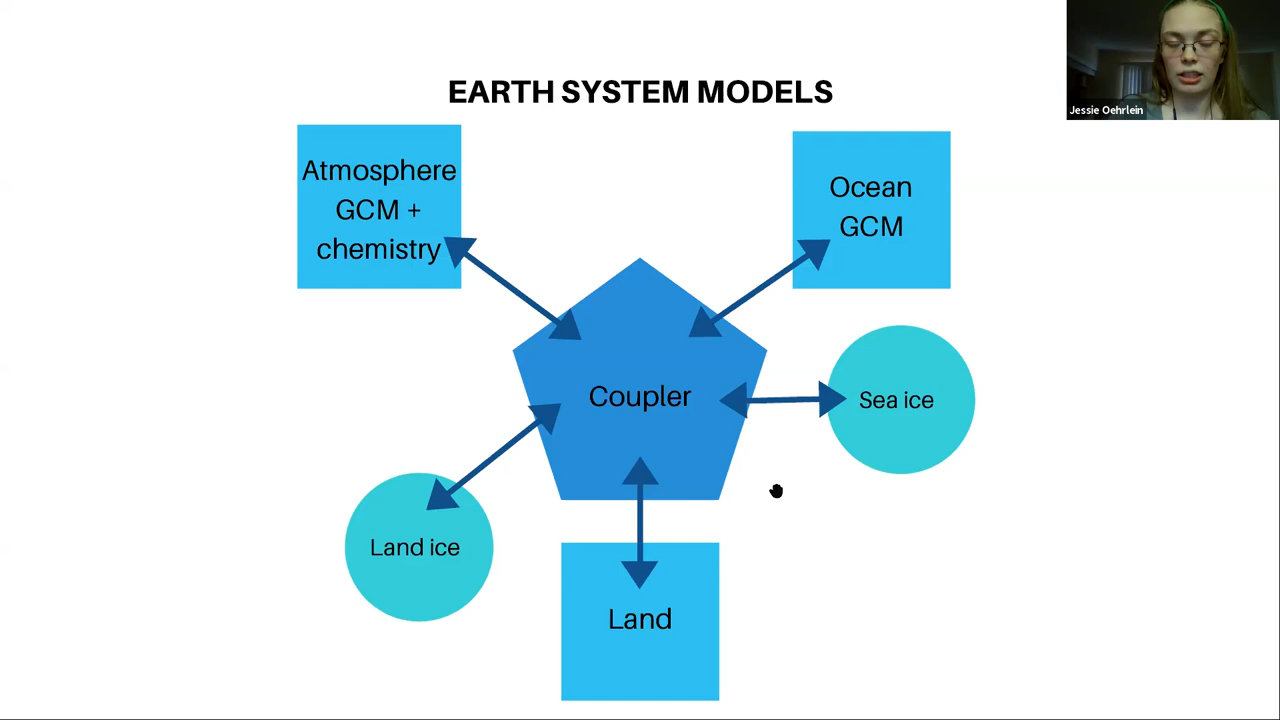 EARTH SYSTEM MODELS
Jessie Oehrlein
Atmosphere
GCM +
chemistry
Ocean
GCM
Coupler
Sea ice
Land ice
Land